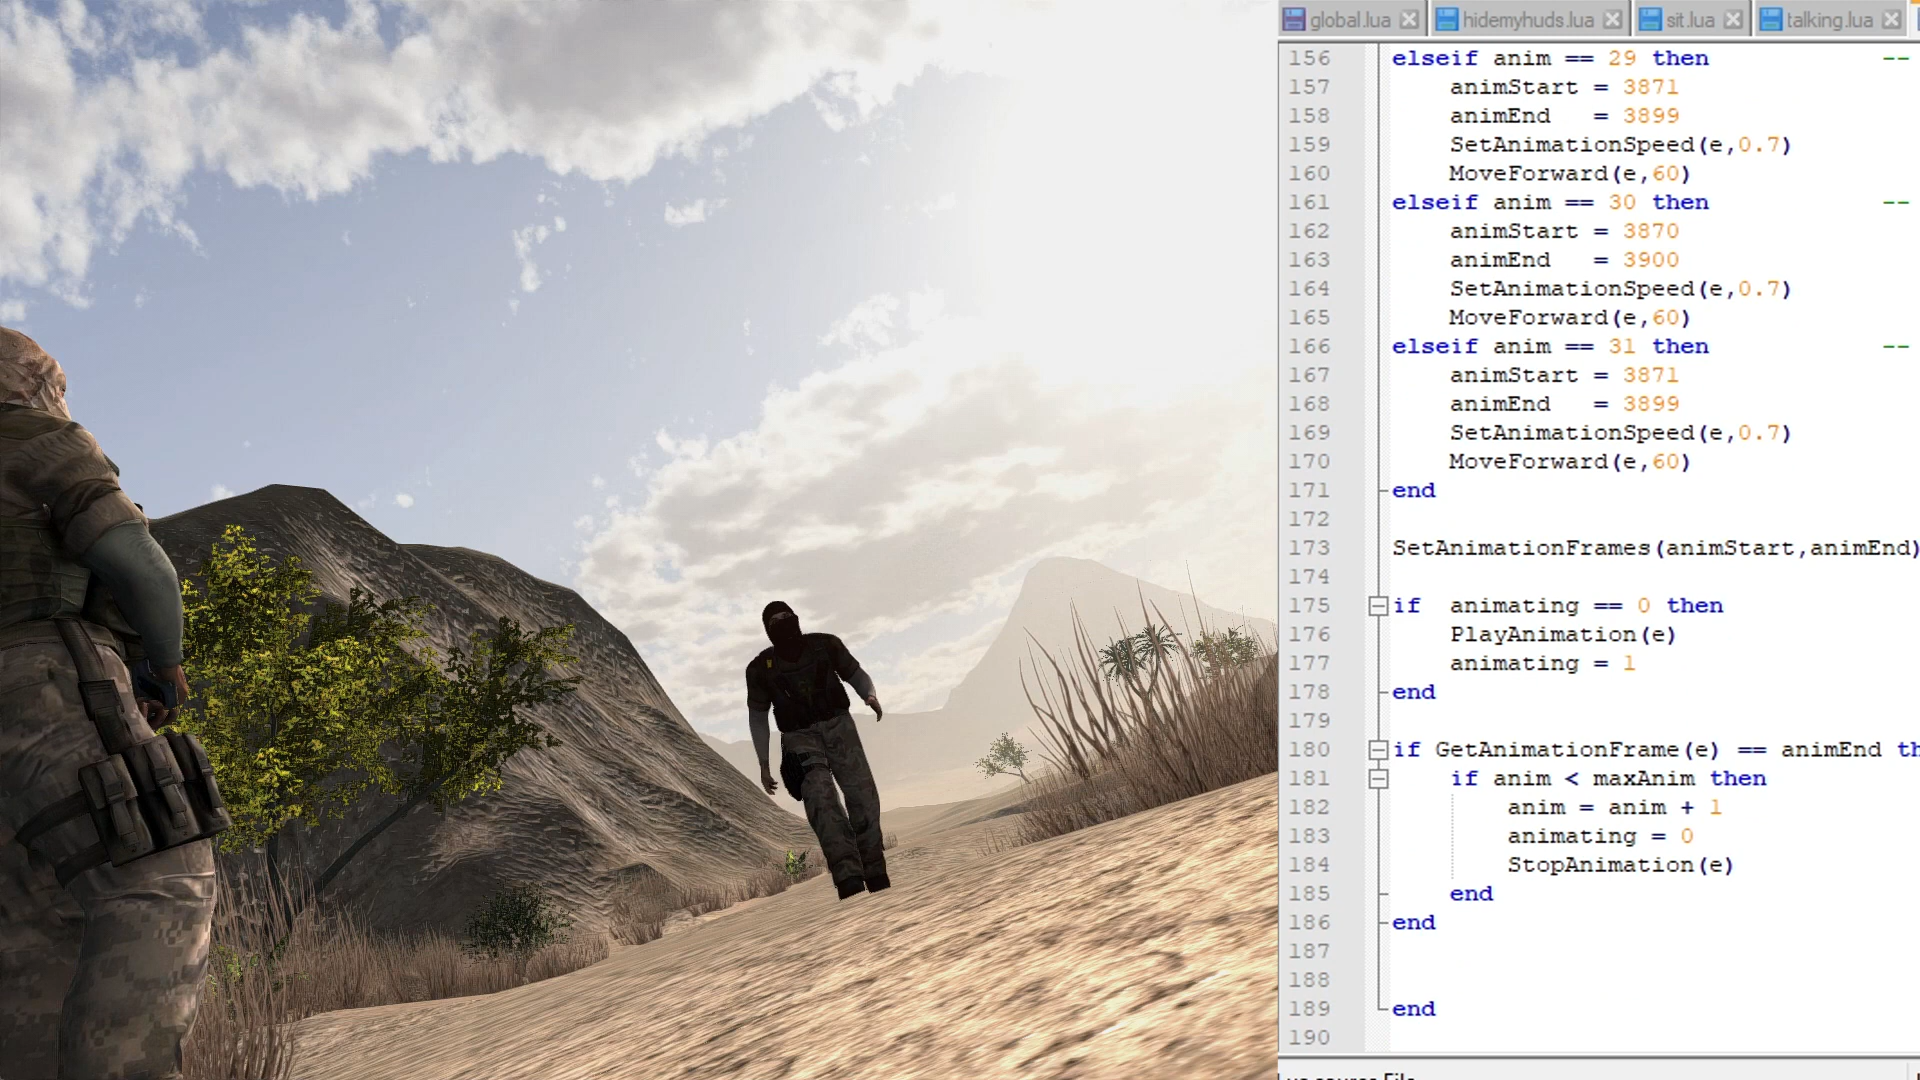 global.lua hidemyhuds.lua sit.lua talking.lua
156 elseif anim == 29 then --
157 animStart = 3871
158 animEnd = 3899
159 SetAnimationSpeed(e,0.7)
160 MoveForward(e,60)
161 elseif anim == 30 then --
162 animStart = 3870
163 animEnd = 3900
164 SetAnimationSpeed(e,0.7)
165 MoveForward(e,60)
166 elseif anim == 31 then --
167 animStart = 3871
168 animEnd = 3899
169 SetAnimationSpeed(e,0.7)
170 MoveForward(e,60)
171 end
172
173 SetAnimationFrames(animStart,animEnd)
174
175 if animating == 0 then
176 PlayAnimation(e)
177 animating = 1
178 end
179
180 if GetAnimationFrame(e) == animEnd th
181 if anim < maxAnim then
182 anim = anim + 1
183 animating = 0
184 StopAnimation(e)
185 end
186 end
187
188
189 end
190